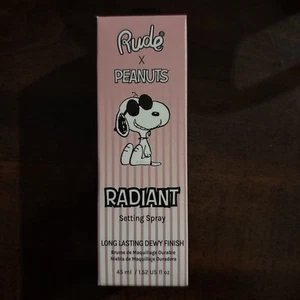 Rude
X
PEANUTS
RADIANT
Setting Spray
LONG LASTING DEWY FINISH
Brume de Maquillage Durable
Niebla de Maquillaje Duradera
45 ml / 1.52 US fl oz